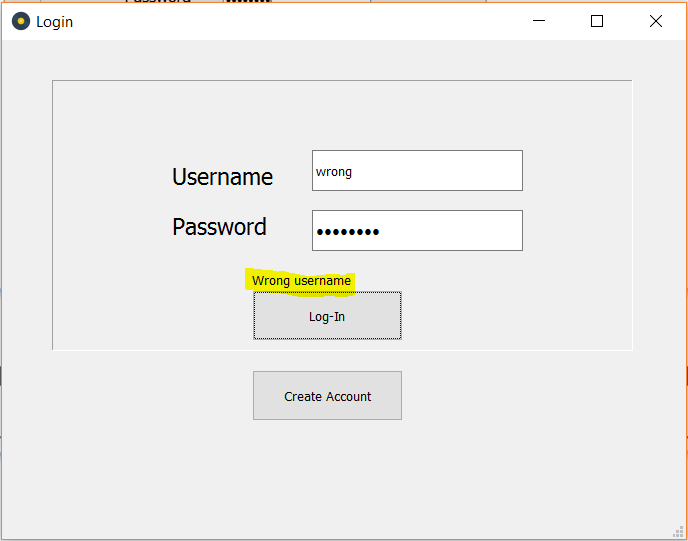 Login
Username
wrong
Password
••••••••
Wrong username
Log-In
Create Account